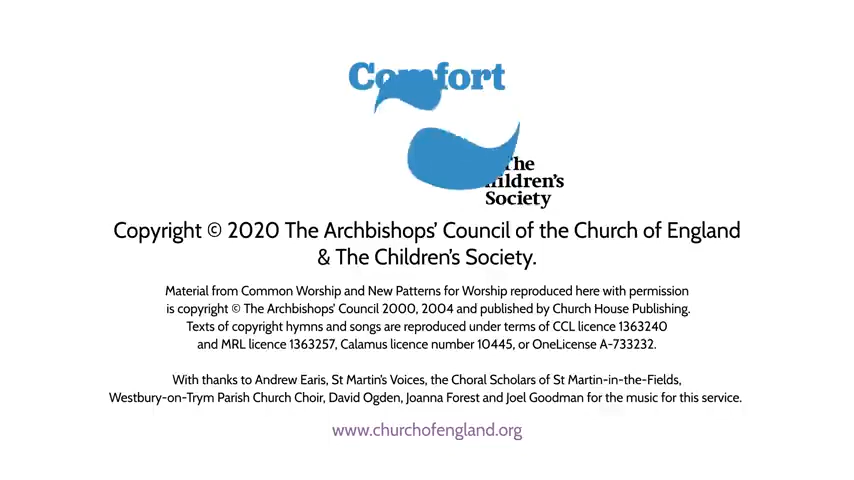 Comfort
The
Children's
Society
Copyright © 2020 The Archbishops' Council of the Church of England
& The Children's Society.
Material from Common Worship and New Patterns for Worship reproduced here with permission
is copyright © The Archbishops' Council 2000, 2004 and published by Church House Publishing.
Texts of copyright hymns and songs are reproduced under terms of CCL licence 1363240
and MRL licence 1363257, Calamus licence number 10445, or OneLicense A-733232.
With thanks to Andrew Earis, St Martin's Voices, the Choral Scholars of St Martin-in-the-Fields,
Westbury-on-Trym Parish Church Choir, David Ogden, Joanna Forest and Joel Goodman for the music for this service.
www.churchofengland.org